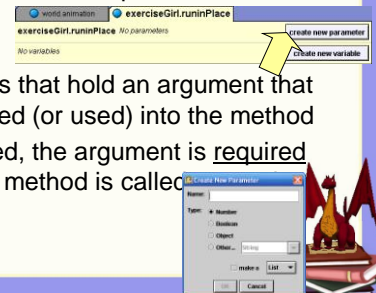 world animation exerciseGirl.runinPlace
exerciseGirl.runinPlace No parameters
create new parameter
No variables
create new variable
s that hold an argument that
ed (or used) into the method
ed, the argument is required
method is called
Create New Parameter
Name:
Type: Number
Boolean
Object
Other... String
make a List
OK Cancel